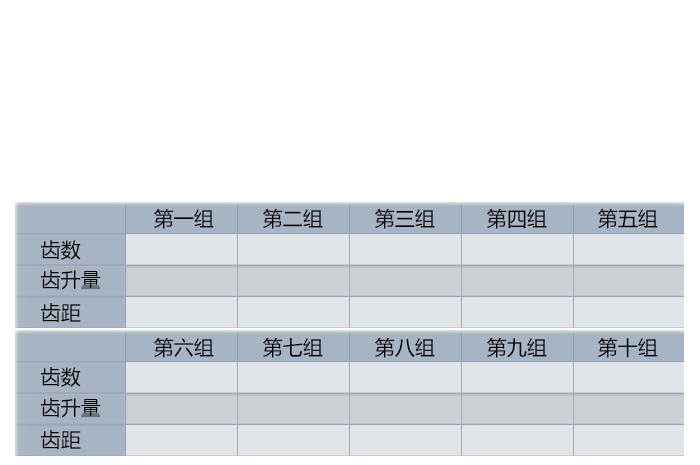 第一组 第二组 第三组 第四组 第五组
齿数
齿升量
齿距
第六组 第七组 第八组 第九组 第十组
齿数
齿升量
齿距